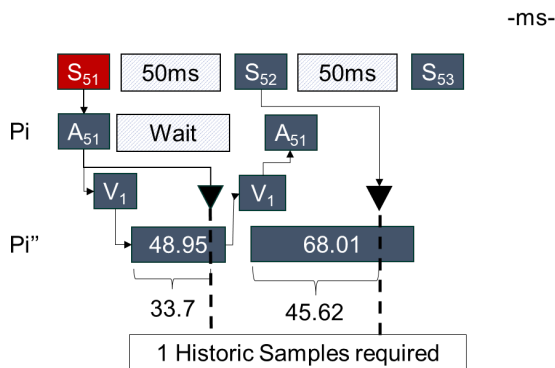 -ms-
S51 50ms S52 50ms S53
Pi A51 Wait A51
V1 V1
Pi” 48.95 68.01
33.7 45.62
1 Historic Samples required